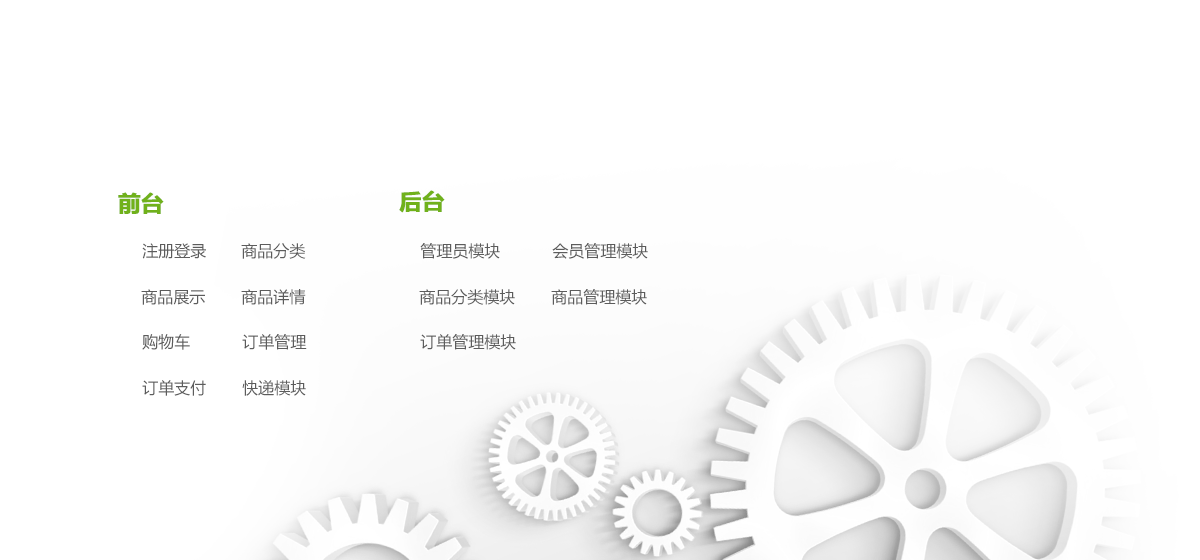 前台
注册登录 商品分类
商品展示 商品详情
购物车 订单管理
订单支付 快递模块
后台
管理员模块 会员管理模块
商品分类模块 商品管理模块
订单管理模块